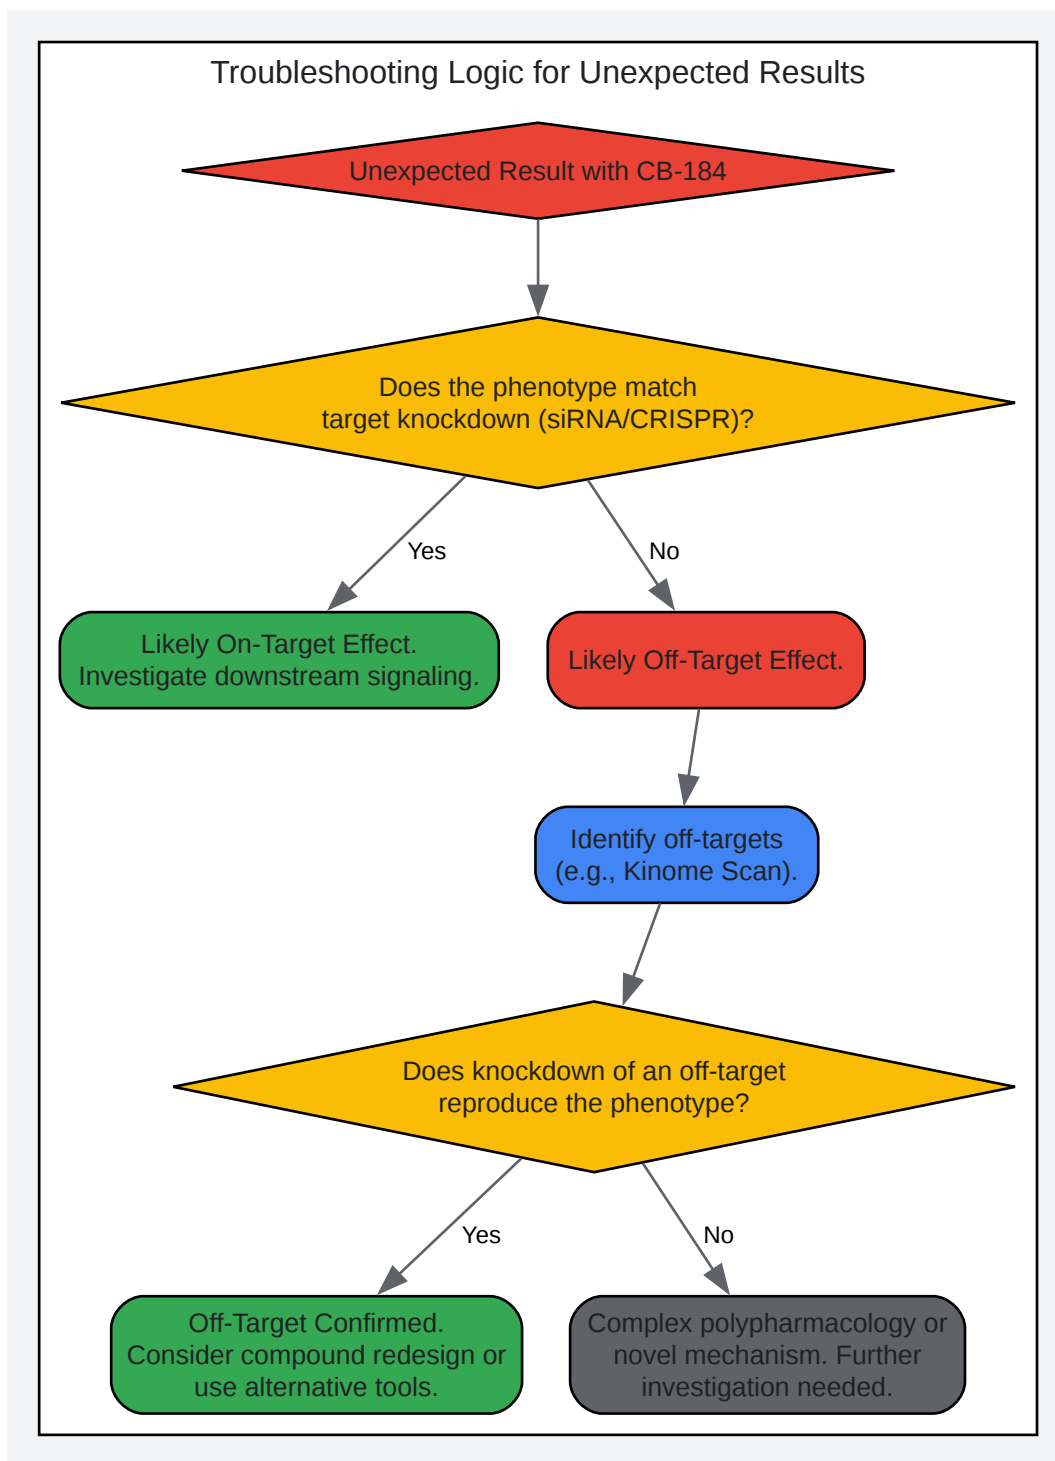 Troubleshooting Logic for Unexpected Results
Unexpected Result with CB-184
Does the phenotype match
target knockdown (siRNA/CRISPR)?
Yes
No
Likely On-Target Effect.
Investigate downstream signaling.
Likely Off-Target Effect.
Identify off-targets
(e.g., Kinome Scan).
Does knockdown of an off-target
reproduce the phenotype?
Yes
No
Off-Target Confirmed.
Consider compound redesign or
use alternative tools.
Complex polypharmacology or
novel mechanism. Further
investigation needed.